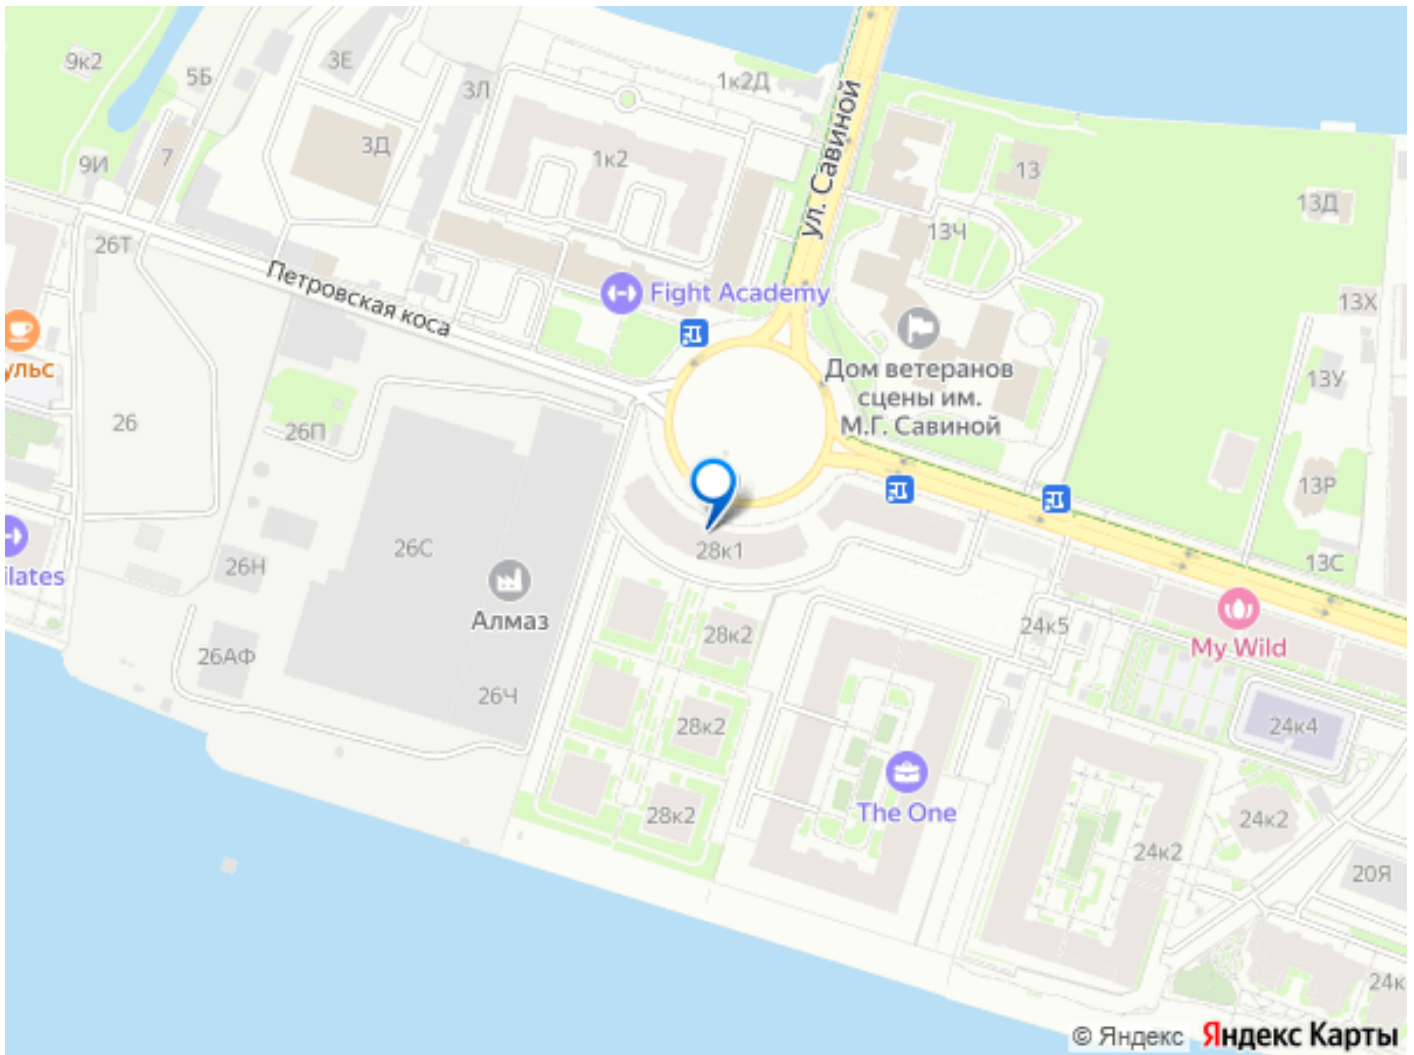 9к2
5Б
3Е
3Л
1к2Д
ул. Савиной
3Д
1к2
7
9И
13
13Д
13Ч
26Т
Петровская коса
Fight Academy
13Х
ульс
Дом ветеранов
сцены им.
М.Г. Савиной
13У
26
26П
13Р
26С
28к1
13С
ilates
26Н
Алмаз
24к5
My Wild
28к2
26АФ
26Ч
28к2
24к4
The One
28к2
24к2
24к2
20Я
24к
© Яндекс Яндекс Карты